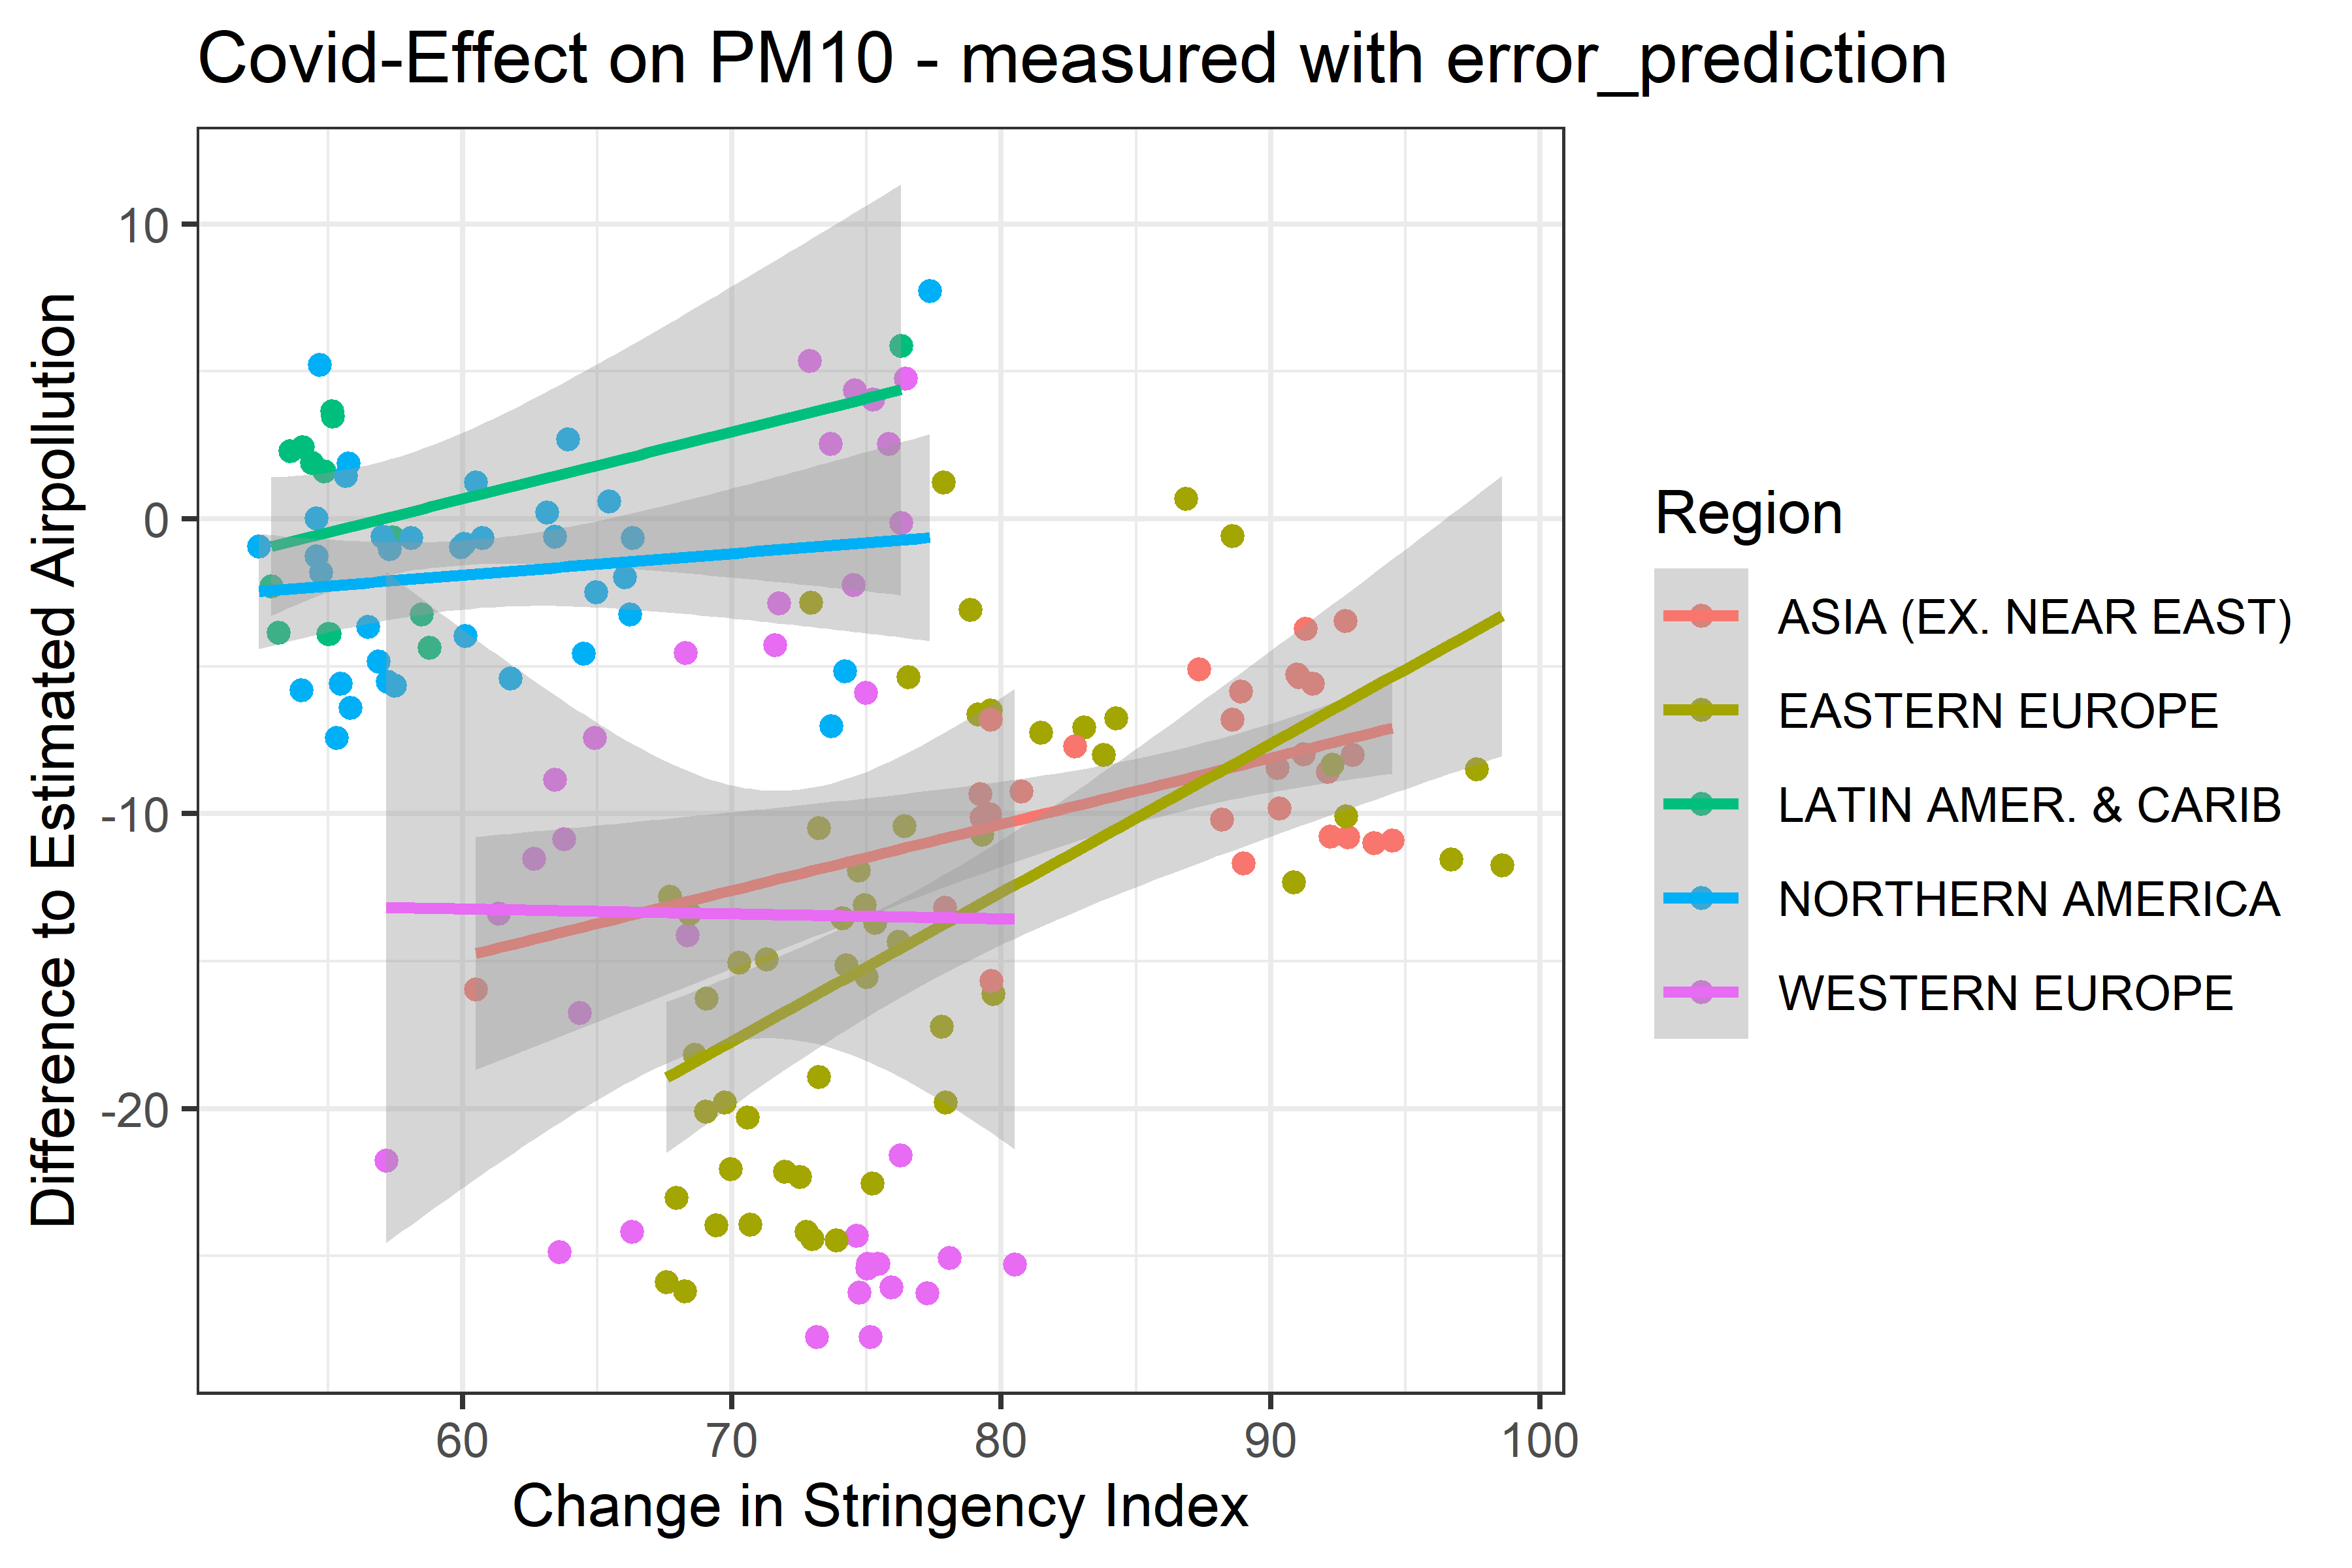 Covid-Effect on PM10 - measured with error_prediction
Difference to Estimated Airpollution
10
0
-10
-20
60
70
80
90
100
Change in Stringency Index
Region
ASIA (EX. NEAR EAST)
EASTERN EUROPE
LATIN AMER. & CARIB
NORTHERN AMERICA
WESTERN EUROPE